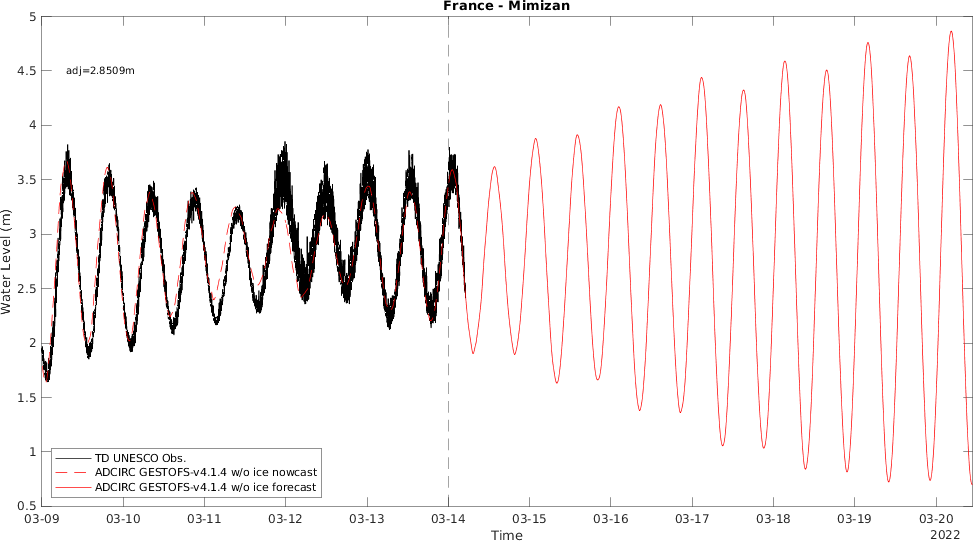 France - Mimizan
5
4.5
4
3.5
3
2.5
2
1.5
1
0.5
Water Level (m)
adj=2.8509m
TD UNESCO Obs.
ADCIRC GESTOFS-v4.1.4 w/o ice nowcast
ADCIRC GESTOFS-v4.1.4 w/o ice forecast
03-09 03-10 03-11 03-12 03-13 03-14 03-15 03-16 03-17 03-18 03-19 03-20
Time
2022